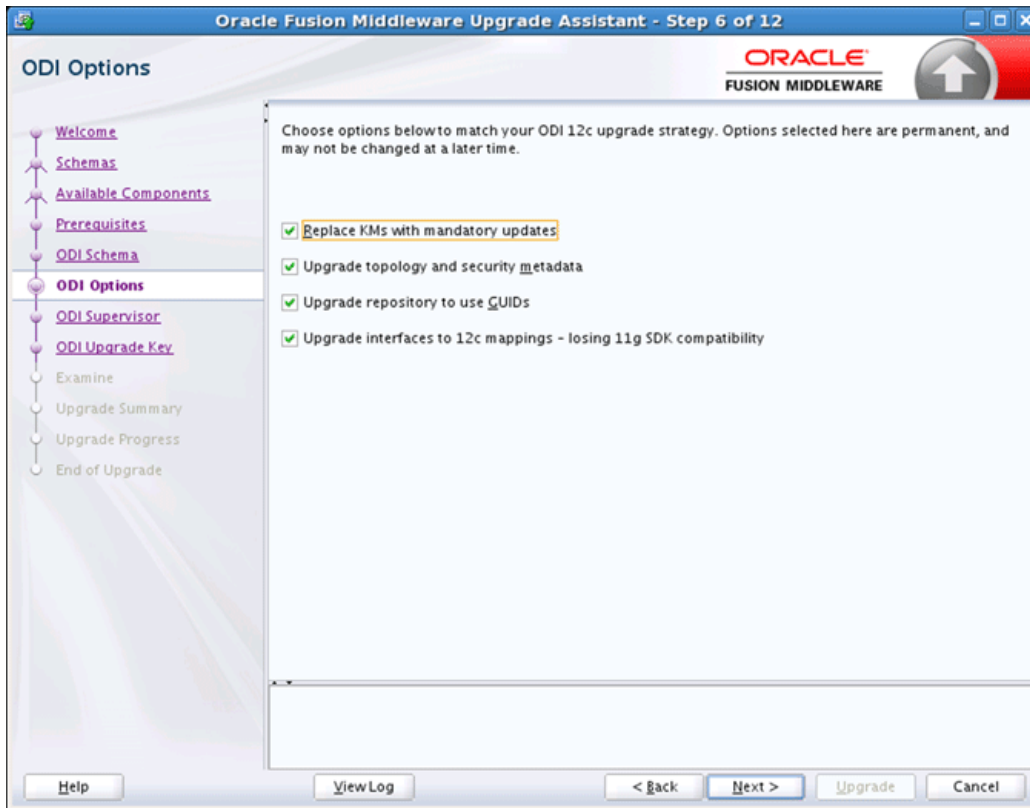 Oracle Fusion Middleware Upgrade Assistant - Step 6 of 12
ODI Options
ORACLE
FUSION MIDDLEWARE
Welcome
Schemas
Available Components
Prerequisites
ODI Schema
ODI Options
ODI Supervisor
ODI Upgrade Key
Examine
Upgrade Summary
Upgrade Progress
End of Upgrade
Choose options below to match your ODI 12c upgrade strategy. Options selected here are permanent, and
may not be changed at a later time.
Replace KMs with mandatory updates
Upgrade topology and security metadata
Upgrade repository to use GUIDs
Upgrade interfaces to 12c mappings - losing 11g SDK compatibility
Help
View Log
< Back
Next >
Upgrade
Cancel